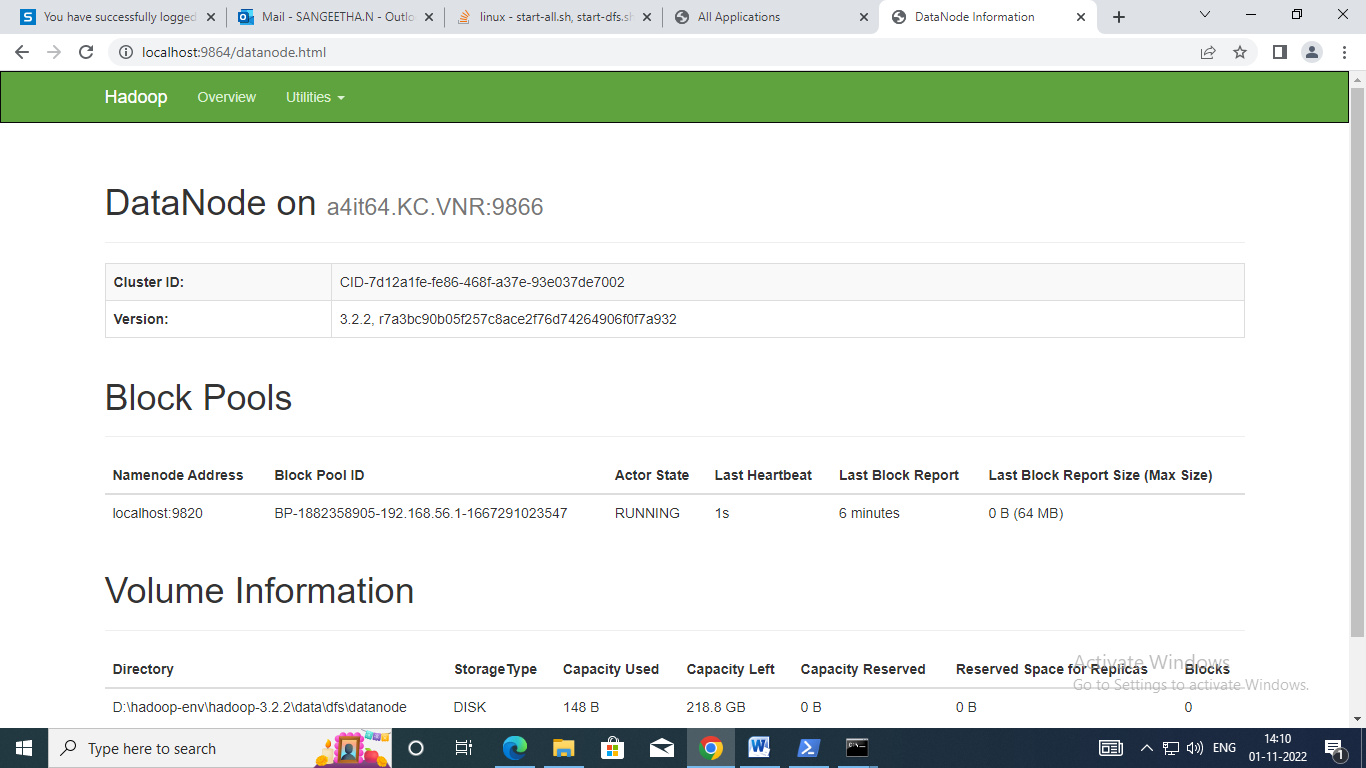 You have successfully logged
Mail - SANGEETHA.N - Outlo
linux - start-all.sh, start-dfs.sh
All Applications
DataNode Information
localhost:9864/datanode.html
Hadoop Overview Utilities
DataNode on a4it64.KC.VNR:9866
Cluster ID: CID-7d12a1fe-fe86-468f-a37e-93e037de7002
Version: 3.2.2, r7a3bc90b05f257c8ace2f76d74264906f0f7a932
Block Pools
Namenode Address Block Pool ID Actor State Last Heartbeat Last Block Report Last Block Report Size (Max Size)
localhost:9820 BP-1882358905-192.168.56.1-1667291023547 RUNNING 1s 6 minutes 0 B (64 MB)
Volume Information
Directory StorageType Capacity Used Capacity Left Capacity Reserved Reserved Space for Replicas Blocks
D:\hadoop-env\hadoop-3.2.2\data\dfs\datanode DISK 148 B 218.8 GB 0 B 0 B 0
Activate Windows
Go to Settings to activate Windows.
Type here to search
ENG
14:10
01-11-2022
1